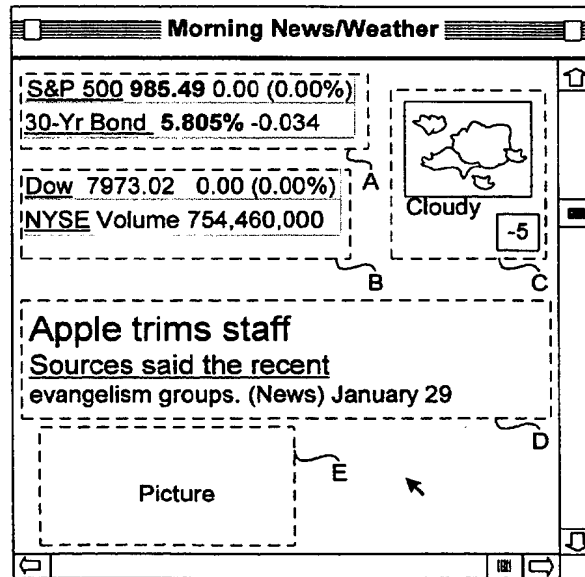 Morning News/Weather
S&P 500 985.49 0.00 (0.00%)
30-Yr Bond 5.805% -0.034
A
Dow 7973.02 0.00 (0.00%)
NYSE Volume 754,460,000
B
Cloudy
-5
C
Apple trims staff
Sources said the recent
evangelism groups. (News) January 29
D
Picture
E